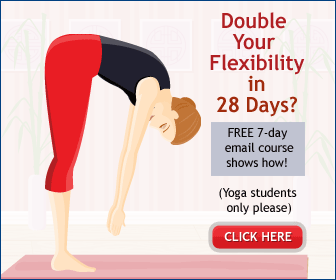 Double
Your
Flexibility
in
28 Days?
FREE 7-day
email course
shows how!
(Yoga students
only please)
CLICK HERE